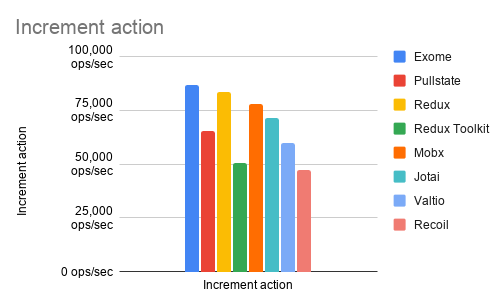 Increment action
100,000
ops/sec
75,000
ops/sec
50,000
ops/sec
25,000
ops/sec
0 ops/sec
Increment action
Increment action
Exome
Pullstate
Redux
Redux Toolkit
Mobx
Jotai
Valtio
Recoil